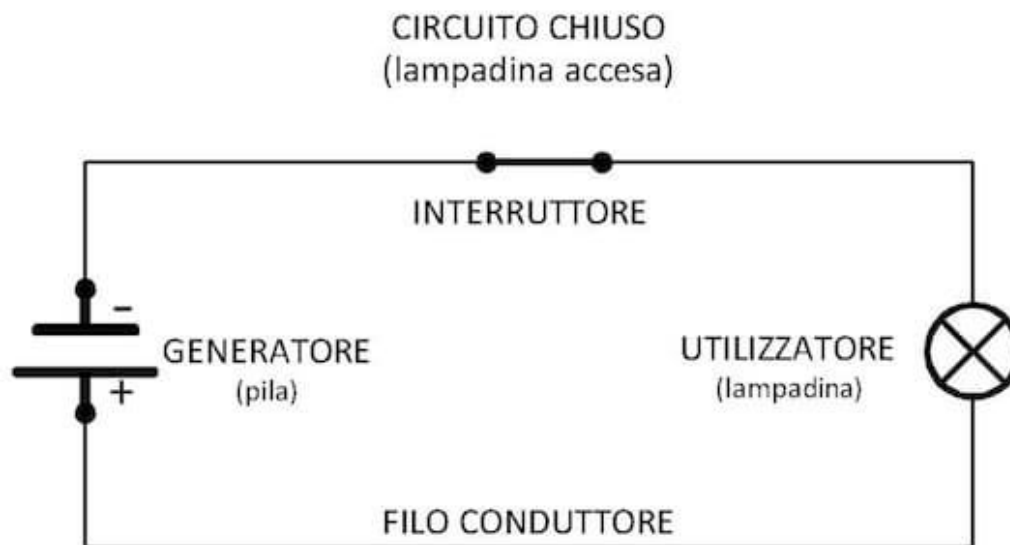 CIRCUITO CHIUSO
(lampadina accesa)
INTERRUTTORE
-
GENERATORE
(pila)
+
UTILIZZATORE
(lampadina)
FILO CONDUTTORE